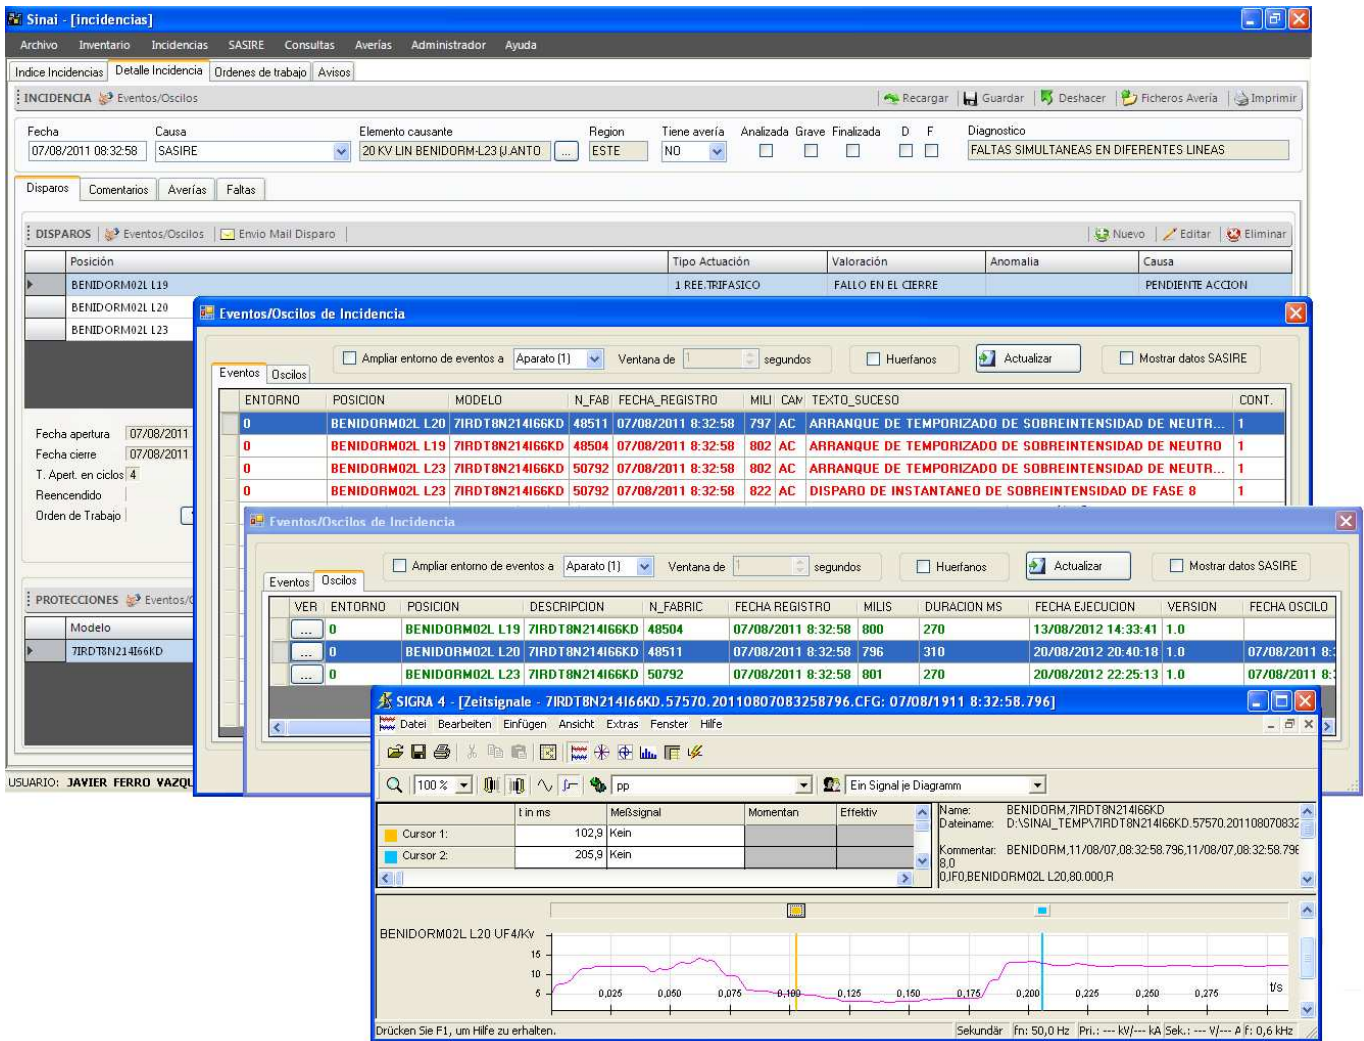 Sinai - [incidencias]
Archivo Inventario Incidencias SASIRE Consultas Averías Administrador Ayuda
Indice Incidencias Detalle Incidencia Ordenes de trabajo Avisos
INCIDENCIA Eventos/Oscilos Recargar Guardar Deshacer Ficheros Avería Imprimir
Fecha Causa Elemento causante Region Tiene avería Analizada Grave Finalizada D F Diagnostico
07/08/2011 08:32:58 SASIRE 20 KV LIN BENIDORM-L23 (J.ANTO ... ESTE NO FALTAS SIMULTANEAS EN DIFERENTES LINEAS
Disparos Comentarios Averías Faltas
DISPAROS Eventos/Oscilos Envio Mail Disparo Nuevo Editar Eliminar
Posición Tipo Actuación Valoración Anomalia Causa
BENIDORM02L L19 1 REE.TRIFASICO FALLO EN EL CIERRE PENDIENTE ACCION
BENIDORM02L L20
BENIDORM02L L23
Fecha apertura 07/08/2011
Fecha cierre 07/08/2011
T. Apert. en ciclos 4
Reencendido
Orden de Trabajo
PROTECCIONES Eventos/
Modelo
7IRDT8N214I66KD
USUARIO: JAVIER FERRO VAZQU
Eventos/Oscilos de Incidencia
Ampliar entorno de eventos a Aparato (1) Ventana de 1 segundos Huerfanos Actualizar Mostrar datos SASIRE
Eventos Oscilos
ENTORNO POSICION MODELO N_FAB FECHA_REGISTRO MILI CAM TEXTO_SUCESO CONT.
0 BENIDORM02L L20 7IRDT8N214I66KD 48511 07/08/2011 8:32:58 797 AC ARRANQUE DE TEMPORIZADO DE SOBREINTENSIDAD DE NEUTR... 1
0 BENIDORM02L L19 7IRDT8N214I66KD 48504 07/08/2011 8:32:58 802 AC ARRANQUE DE TEMPORIZADO DE SOBREINTENSIDAD DE NEUTRO 1
0 BENIDORM02L L23 7IRDT8N214I66KD 50792 07/08/2011 8:32:58 802 AC ARRANQUE DE TEMPORIZADO DE SOBREINTENSIDAD DE NEUTR... 1
0 BENIDORM02L L23 7IRDT8N214I66KD 50792 07/08/2011 8:32:58 822 AC DISPARO DE INSTANTANEO DE SOBREINTENSIDAD DE FASE 8 1
Eventos/Oscilos de Incidencia
Ampliar entorno de eventos a Aparato (1) Ventana de 1 segundos Huerfanos Actualizar Mostrar datos SASIRE
Eventos Oscilos
VER ENTORNO POSICION DESCRIPCION N_FABRIC FECHA REGISTRO MILIS DURACION MS FECHA EJECUCION VERSION FECHA OSCILO
... 0 BENIDORM02L L19 7IRDT8N214I66KD 48504 07/08/2011 8:32:58 800 270 13/08/2012 14:33:41 1.0
... 0 BENIDORM02L L20 7IRDT8N214I66KD 48511 07/08/2011 8:32:58 796 310 20/08/2012 20:40:18 1.0 07/08/2011 8:
... 0 BENIDORM02L L23 7IRDT8N214I66KD 50792 07/08/2011 8:32:58 801 270 20/08/2012 22:25:13 1.0 07/08/2011 8:
SIGRA 4 - [Zeitsignale - 7IRDT8N214I66KD.57570.20110807083258796.CFG: 07/08/1911 8:32:58.796]
Datei Bearbeiten Einfügen Ansicht Extras Fenster Hilfe
100 % pp Ein Signal je Diagramm
t in ms Meßsignal Momentan Effektiv
Cursor 1: 102,9 Kein
Cursor 2: 205,9 Kein
Name: BENIDORM,7IRDT8N214I66KD
Dateiname: D:\SINAI_TEMP\7IRDT8N214I66KD.57570.201108070832
Kommentar: BENIDORM,11/08/07,08:32:58.796,11/08/07,08:32:58.796
8,0
0,IF0,BENIDORM02L L20,80.000,R
BENIDORM02L L20 UF4/Kv
15
10
5
0,025 0,050 0,075 0,100 0,125 0,150 0,175 0,200 0,225 0,250 0,275 t/s
Drücken Sie F1, um Hilfe zu erhalten. Sekundär fn: 50,0 Hz Pri.: --- kV/--- kA Sek.: --- V/--- A f: 0,6 kHz